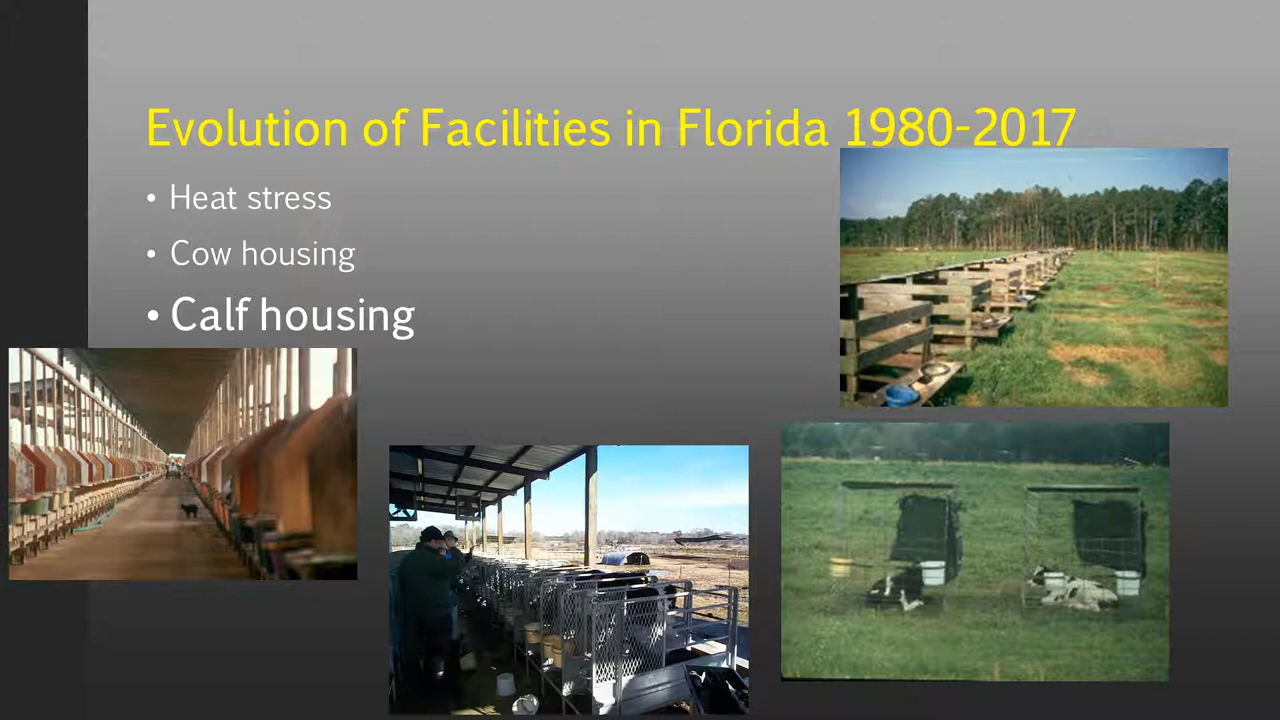 Evolution of Facilities in Florida 1980-2017
• Heat stress
• Cow housing
• Calf housing